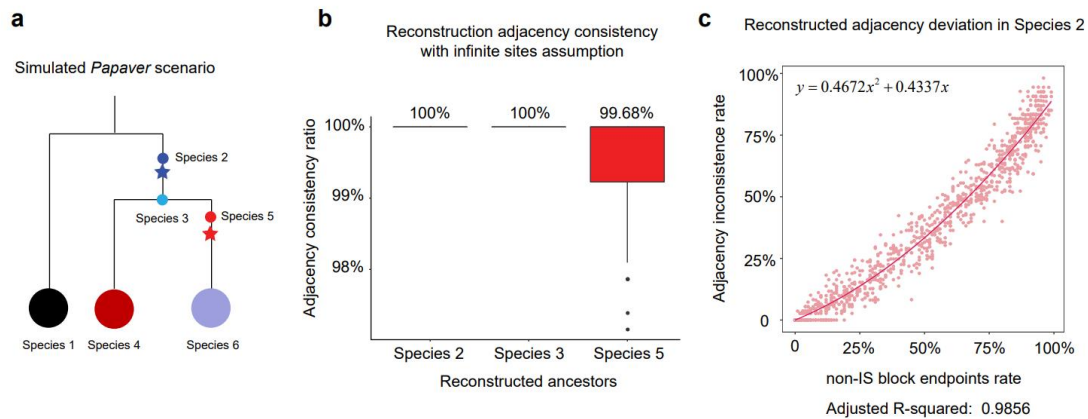 a
Simulated Papaver scenario
Species 2
Species 3
Species 5
Species 1
Species 4
Species 6
b
Reconstruction adjacency consistency
with infinite sites assumption
100%
100%
99.68%
Adjacency consistency ratio
100%
99%
98%
Species 2
Species 3
Species 5
Reconstructed ancestors
c
Reconstructed adjacency deviation in Species 2
y = 0.4672x² + 0.4337x
Adjacency inconsistence rate
100%
75%
50%
25%
0
0
25%
50%
75%
100%
non-IS block endpoints rate
Adjusted R-squared: 0.9856